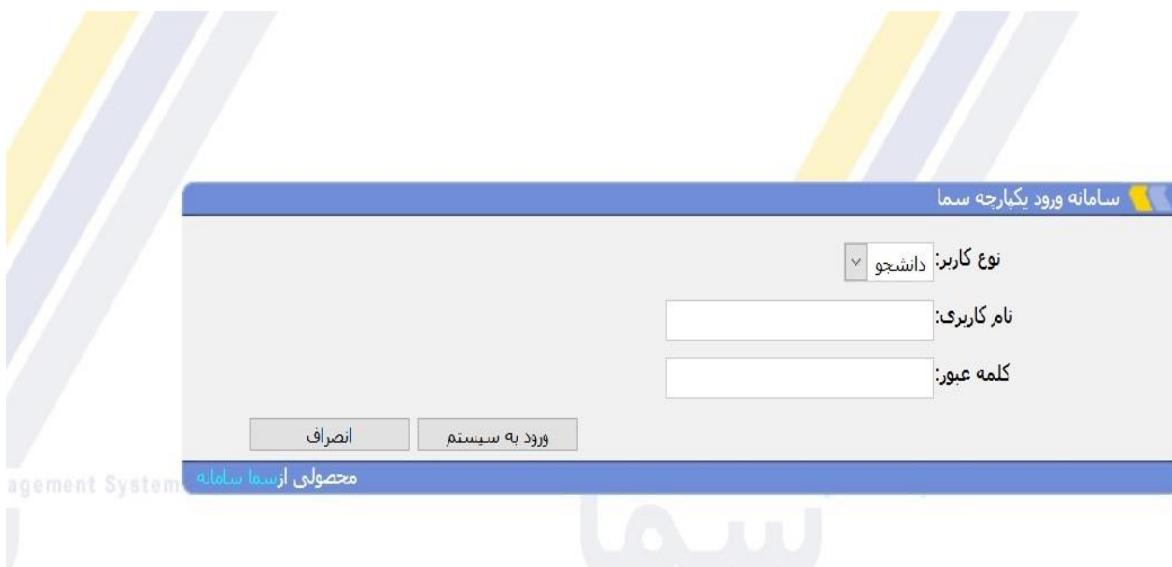 سامانه ورود یکپارچه سما
نوع کاربر: دانشجو
نام کاربری:
کلمه عبور:
ورود به سیستم
انصراف
محصولی ازسما سامانه
agement System
سما